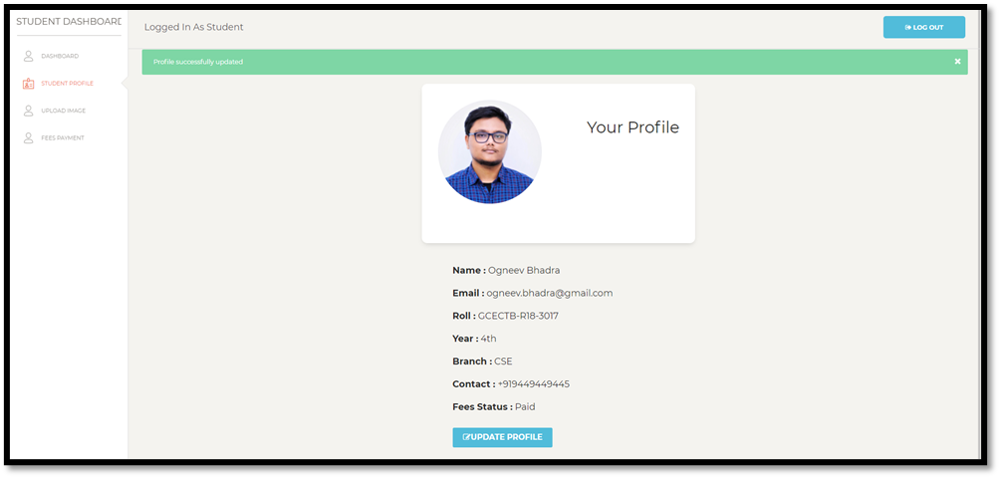 STUDENT DASHBOARD
DASHBOARD
STUDENT PROFILE
UPLOAD IMAGE
FEES PAYMENT
Logged In As Student
LOG OUT
Profile successfully updated
Your Profile
Name : Ogneev Bhadra
Email : ogneev.bhadra@gmail.com
Roll : GCECTB-R18-3017
Year : 4th
Branch : CSE
Contact : +919449449445
Fees Status : Paid
UPDATE PROFILE